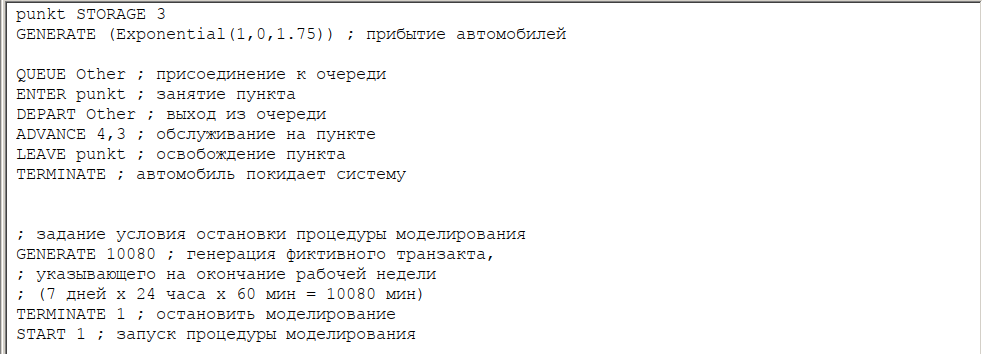 punkt STORAGE 3
GENERATE (Exponential(1,0,1.75)) ; прибытие автомобилей
QUEUE Other ; присоединение к очереди
ENTER punkt ; занятие пункта
DEPART Other ; выход из очереди
ADVANCE 4,3 ; обслуживание на пункте
LEAVE punkt ; освобождение пункта
TERMINATE ; автомобиль покидает систему
; задание условия остановки процедуры моделирования
GENERATE 10080 ; генерация фиктивного транзакта,
; указывающего на окончание рабочей недели
; (7 дней х 24 часа х 60 мин = 10080 мин)
TERMINATE 1 ; остановить моделирование
START 1 ; запуск процедуры моделирования